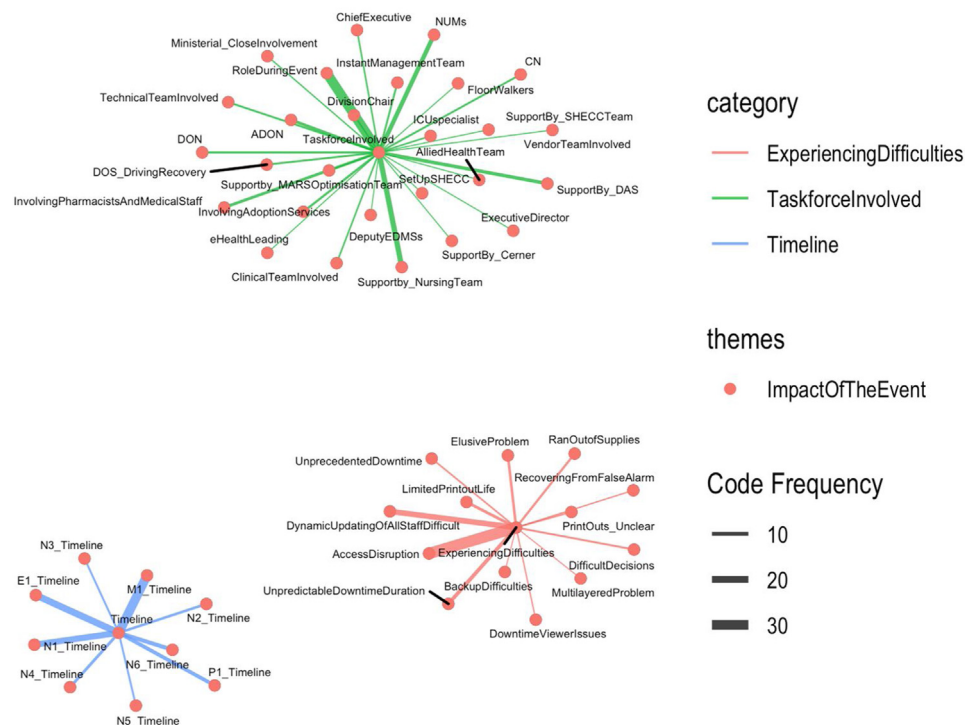 ChiefExecutive
NUMs
Ministerial_CloseInvolvement
RoleDuringEvent
InstantManagementTeam
CN
TechnicalTeamInvolved
DivisionChair
FloorWalkers
ADON
ICUspecialist
SupportBy_SHECCTeam
DON
TaskforceInvolved
VendorTeamInvolved
AlliedHealthTeam
DOS_DrivingRecovery
Supportby_MARSOptimisationTeam
SetUpSHECC
SupportBy_DAS
InvolvingPharmacistsAndMedicalStaff
InvolvingAdoptionServices
ExecutiveDirector
eHealthLeading
DeputyEDMSs
SupportBy_Cerner
ClinicalTeamInvolved
Supportby_NursingTeam
category
ExperiencingDifficulties
TaskforceInvolved
Timeline
themes
ImpactOfTheEvent
Code Frequency
10
20
30
ElusiveProblem
RanOutofSupplies
UnprecedentedDowntime
RecoveringFromFalseAlarm
LimitedPrintoutLife
DynamicUpdatingOfAllStaffDifficult
PrintOuts_Unclear
AccessDisruption
ExperiencingDifficulties
DifficultDecisions
UnpredictableDowntimeDuration
BackupDifficulties
MultilayeredProblem
DowntimeViewerIssues
N3_Timeline
E1_Timeline
M1_Timeline
Timeline
N2_Timeline
N1_Timeline
N6_Timeline
N4_Timeline
P1_Timeline
N5_Timeline